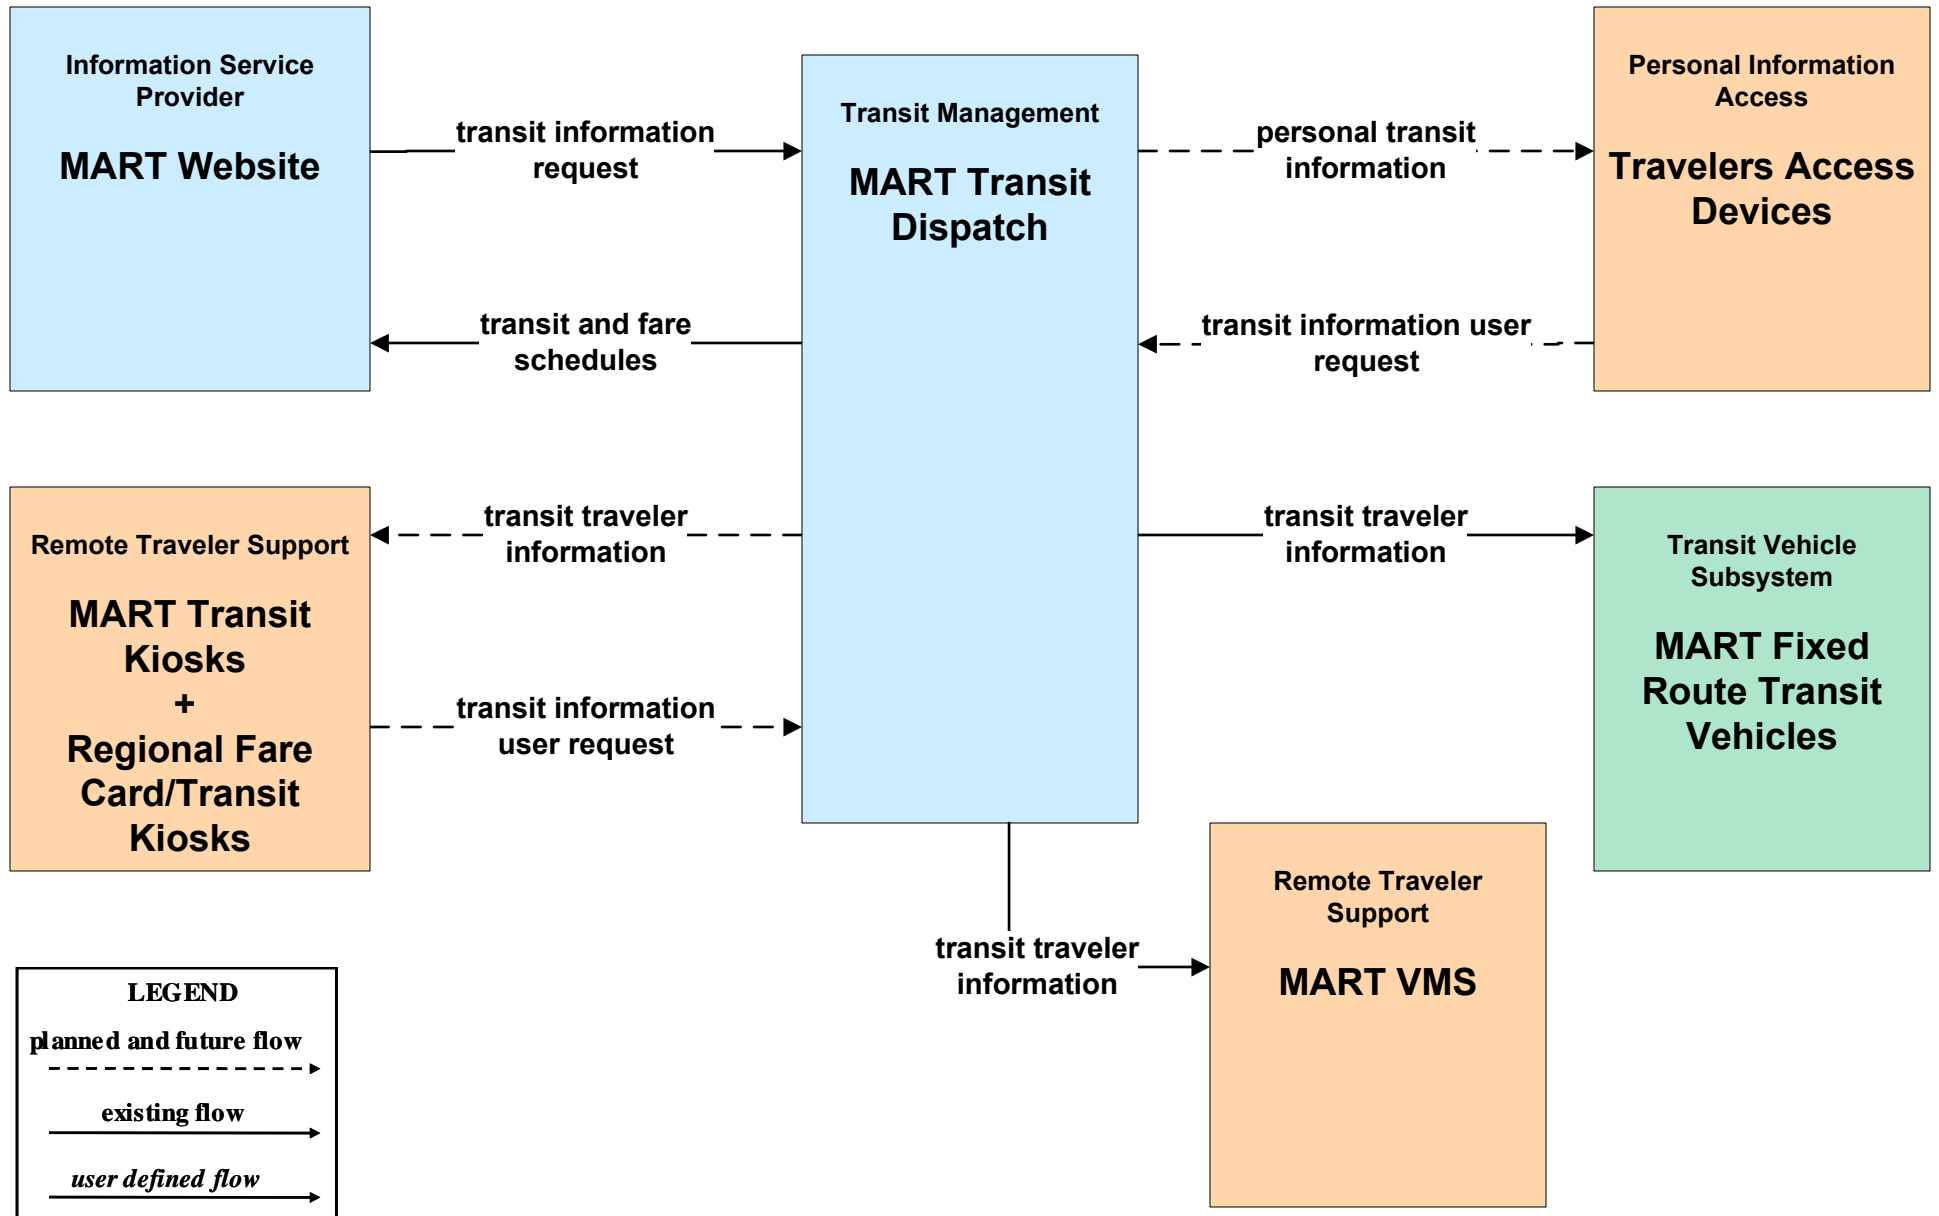 Information Service
Provider
MART Website
transit information
request
transit and fare
schedules
Transit Management
MART Transit
Dispatch
personal transit
information
transit information user
request
Personal Information
Access
Travelers Access
Devices
Remote Traveler Support
MART Transit
Kiosks
+
Regional Fare
Card/Transit
Kiosks
transit traveler
information
transit information
user request
transit traveler
information
Transit Vehicle
Subsystem
MART Fixed
Route Transit
Vehicles
transit traveler
information
Remote Traveler
Support
MART VMS
LEGEND
planned and future flow
existing flow
user defined flow